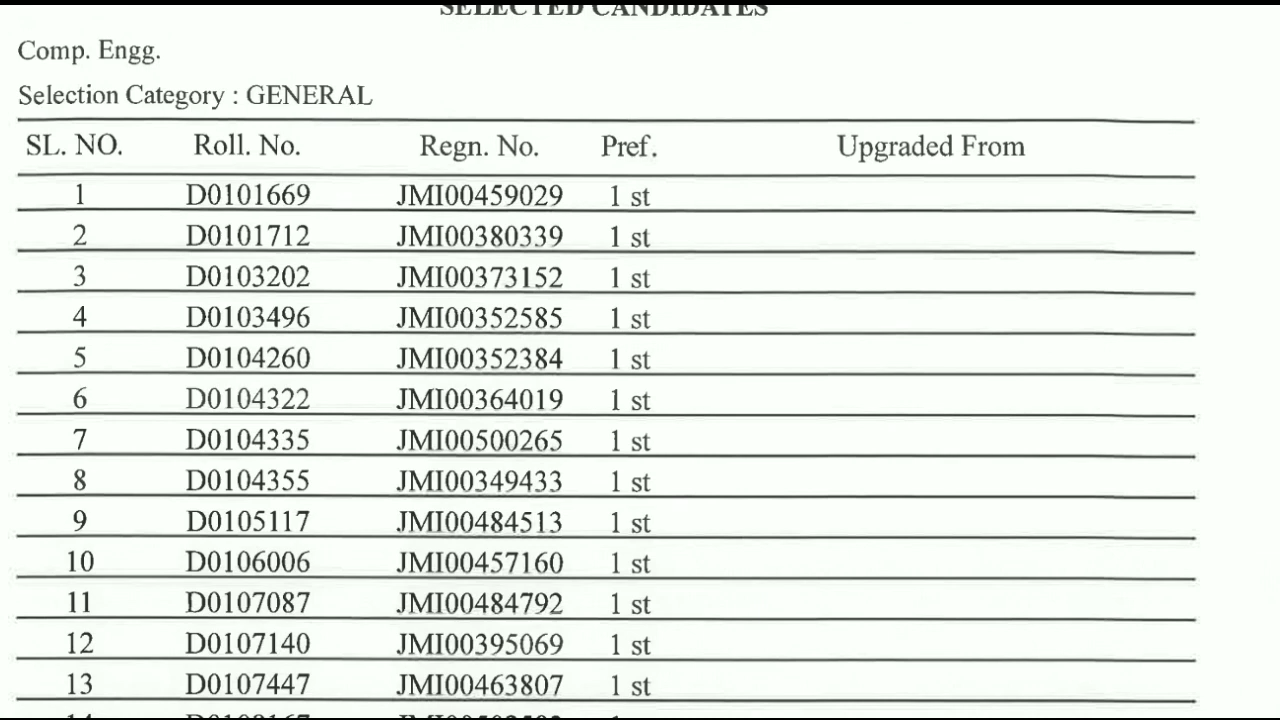 SELECTED CANDIDATES
Comp. Engg.
Selection Category : GENERAL
SL. NO. Roll. No. Regn. No. Pref. Upgraded From
1 D0101669 JMI00459029 1 st
2 D0101712 JMI00380339 1 st
3 D0103202 JMI00373152 1 st
4 D0103496 JMI00352585 1 st
5 D0104260 JMI00352384 1 st
6 D0104322 JMI00364019 1 st
7 D0104335 JMI00500265 1 st
8 D0104355 JMI00349433 1 st
9 D0105117 JMI00484513 1 st
10 D0106006 JMI00457160 1 st
11 D0107087 JMI00484792 1 st
12 D0107140 JMI00395069 1 st
13 D0107447 JMI00463807 1 st